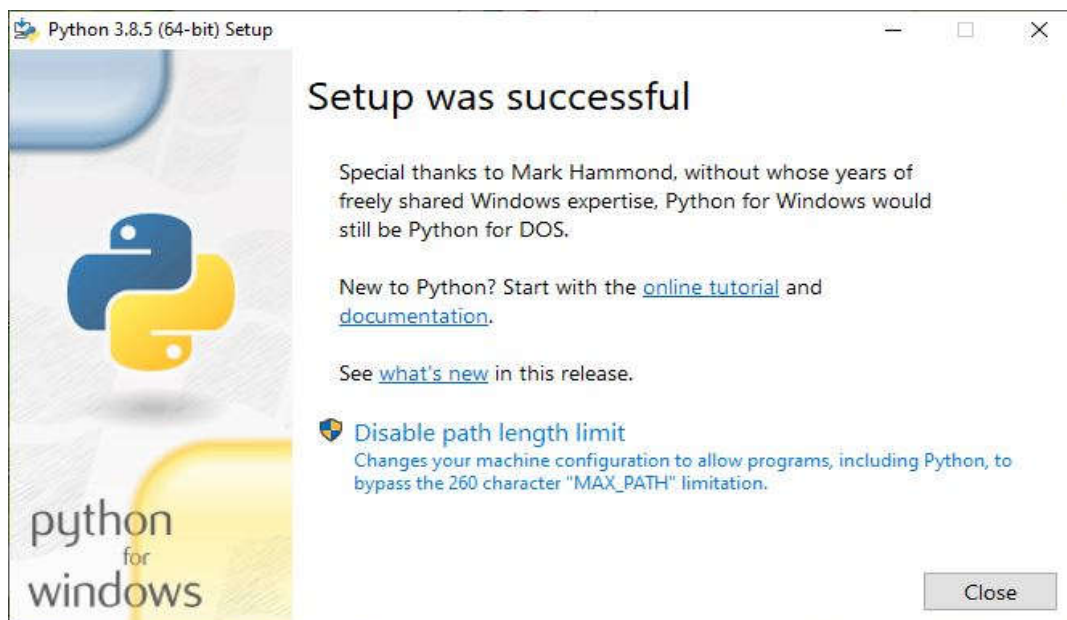 Python 3.8.5 (64-bit) Setup
Setup was successful
Special thanks to Mark Hammond, without whose years of
freely shared Windows expertise, Python for Windows would
still be Python for DOS.
New to Python? Start with the online tutorial and
documentation.
See what's new in this release.
Disable path length limit
Changes your machine configuration to allow programs, including Python, to
bypass the 260 character "MAX_PATH" limitation.
python
for
windows
Close